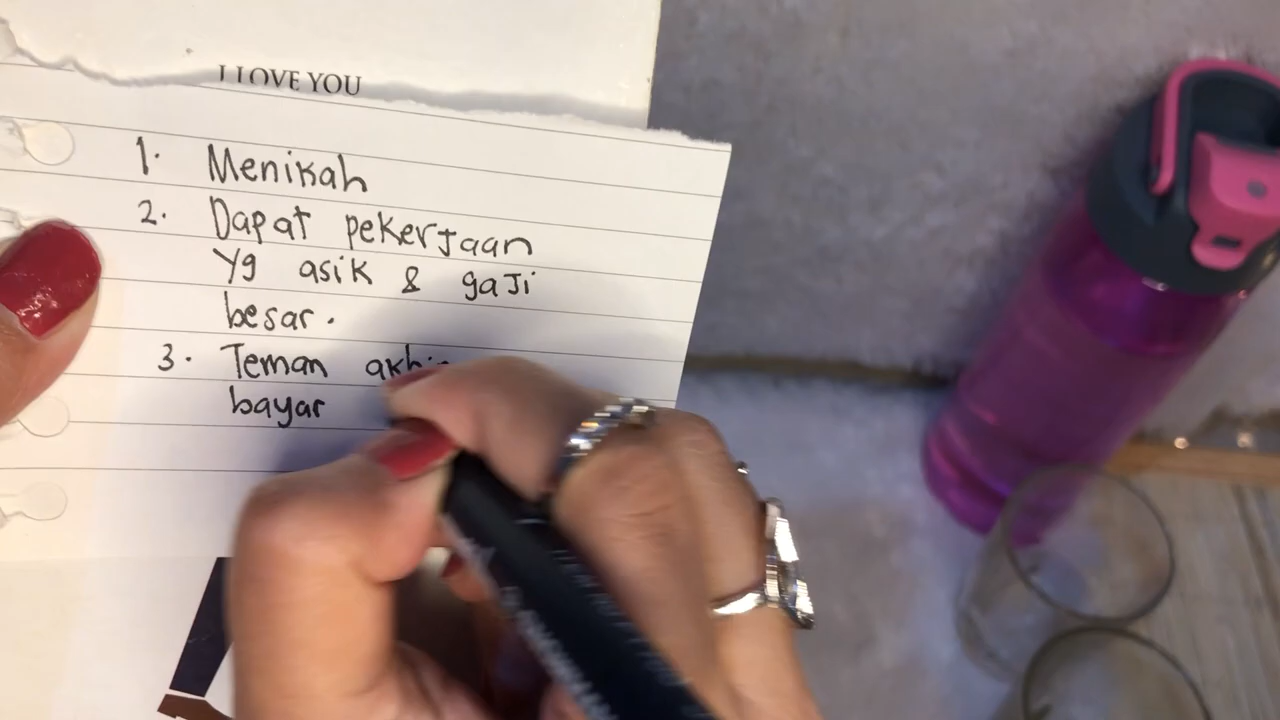 I LOVE YOU
1. Menikah
2. Dapat pekerjaan
yg asik & gaji
besar.
3. Teman
bayar